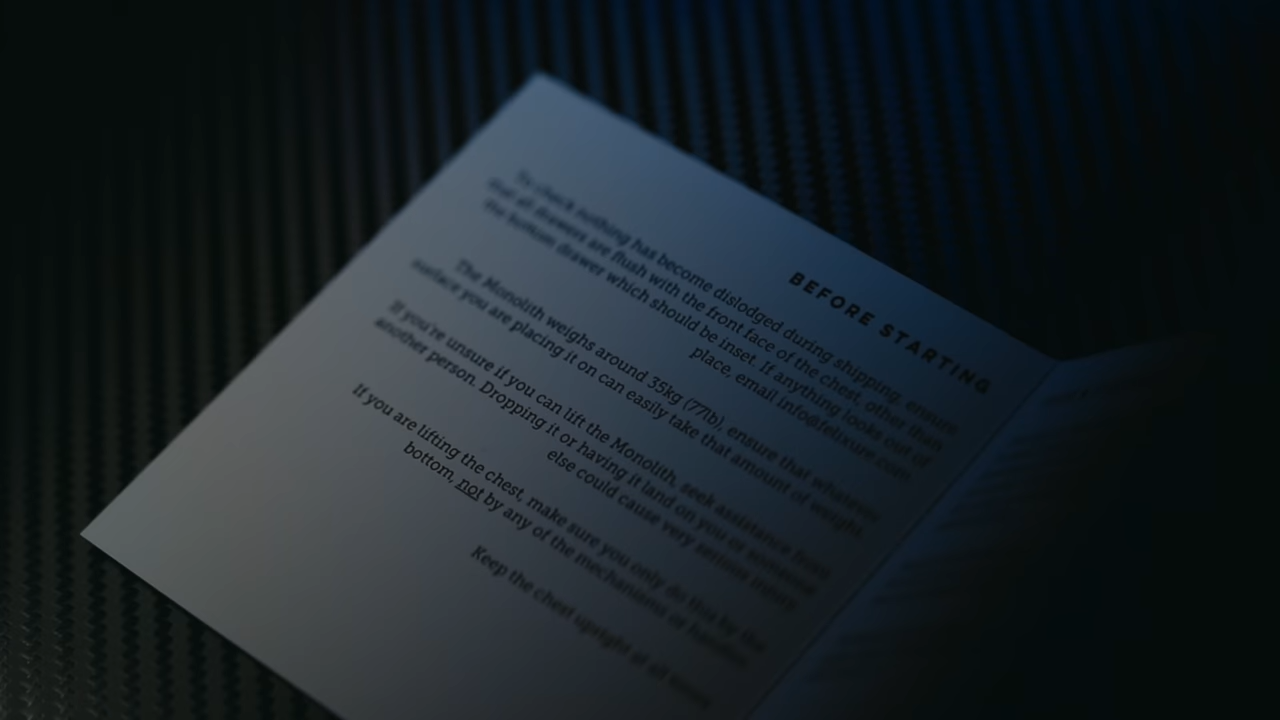 BEFORE STARTING
To check nothing has become dislodged during shipping, ensure
that all drawers are flush with the front face of the chest, other than
the bottom drawer which should be inset. If anything looks out of
place, email info@felixure.com.
The Monolith weighs around 35kg (77lb), ensure that whatever
surface you are placing it on can easily take that amount of weight.
If you're unsure if you can lift the Monolith, seek assistance from
another person. Dropping it or having it land on you or someone
else could cause very serious injury.
If you are lifting the chest, make sure you only do this by the
bottom, not by any of the mechanisms or handles.
Keep the chest upright at all times.